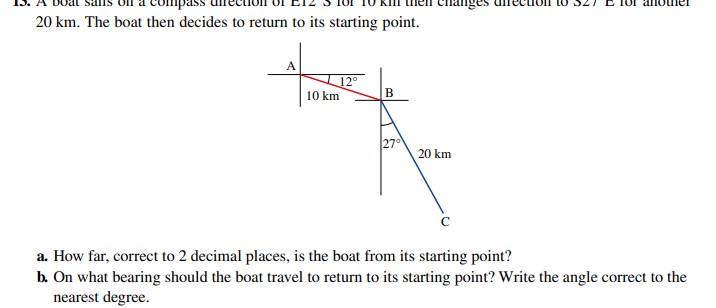 13. A boat sails on a compass direction of E12°S for 10 km then changes direction to S27°E for another
20 km. The boat then decides to return to its starting point.
A
12°
10 km
B
27°
20 km
C
a. How far, correct to 2 decimal places, is the boat from its starting point?
b. On what bearing should the boat travel to return to its starting point? Write the angle correct to the
nearest degree.